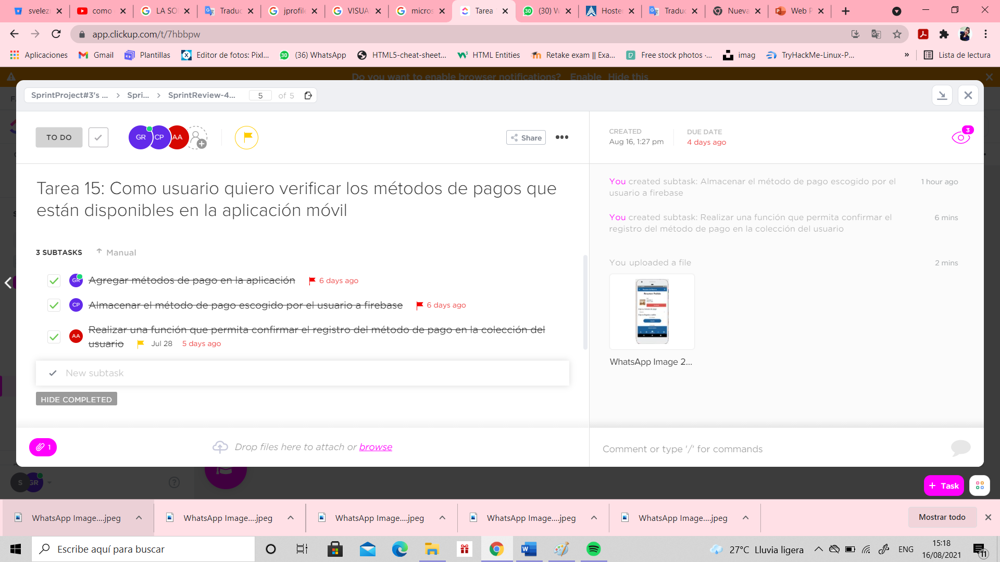 svelez
como
LA SO
Traduc
jprofile
VISUA
micros
Tarea
(30) W
Hoster
Traduc
Nueva
Web P
app.clickup.com/t/7hbbpw
Aplicaciones
Gmail
Plantillas
Editor de fotos: Pixl...
(36) WhatsApp
HTML5-cheat-sheet...
HTML Entities
Retake exam || Exa...
Free stock photos ·...
imag
TryHackMe-Linux-P...
»
Lista de lectura
Do you want to enable browser notifications? Enable Hide this
SprintProject#3's ... > Spri... > SprintReview-4... 5 of 5
TO DO
GR
CP
AA
Share
CREATED
Aug 16, 1:27 pm
DUE DATE
4 days ago
3
Tarea 15: Como usuario quiero verificar los métodos de pagos que
están disponibles en la aplicación móvil
3 SUBTASKS
Manual
GR Agregar métodos de pago en la aplicación 6 days ago
CP Almacenar el método de pago escogido por el usuario a firebase 6 days ago
AA Realizar una función que permita confirmar el registro del método de pago en la colección del
usuario Jul 28 5 days ago
New subtask
HIDE COMPLETED
You created subtask: Almacenar el método de pago escogido por el
usuario a firebase
1 hour ago
You created subtask: Realizar una función que permita confirmar el
registro del método de pago en la colección del usuario
6 mins
You uploaded a file
2 mins
Resumen Pedido
WhatsApp Image 2...
1
Drop files here to attach or browse
Comment or type '/' for commands
S
GR
+ Task
WhatsApp Image....jpeg
WhatsApp Image....jpeg
WhatsApp Image....jpeg
WhatsApp Image....jpeg
WhatsApp Image....jpeg
Mostrar todo
Escribe aquí para buscar
27°C Lluvia ligera
ENG
15:18
16/08/2021
11